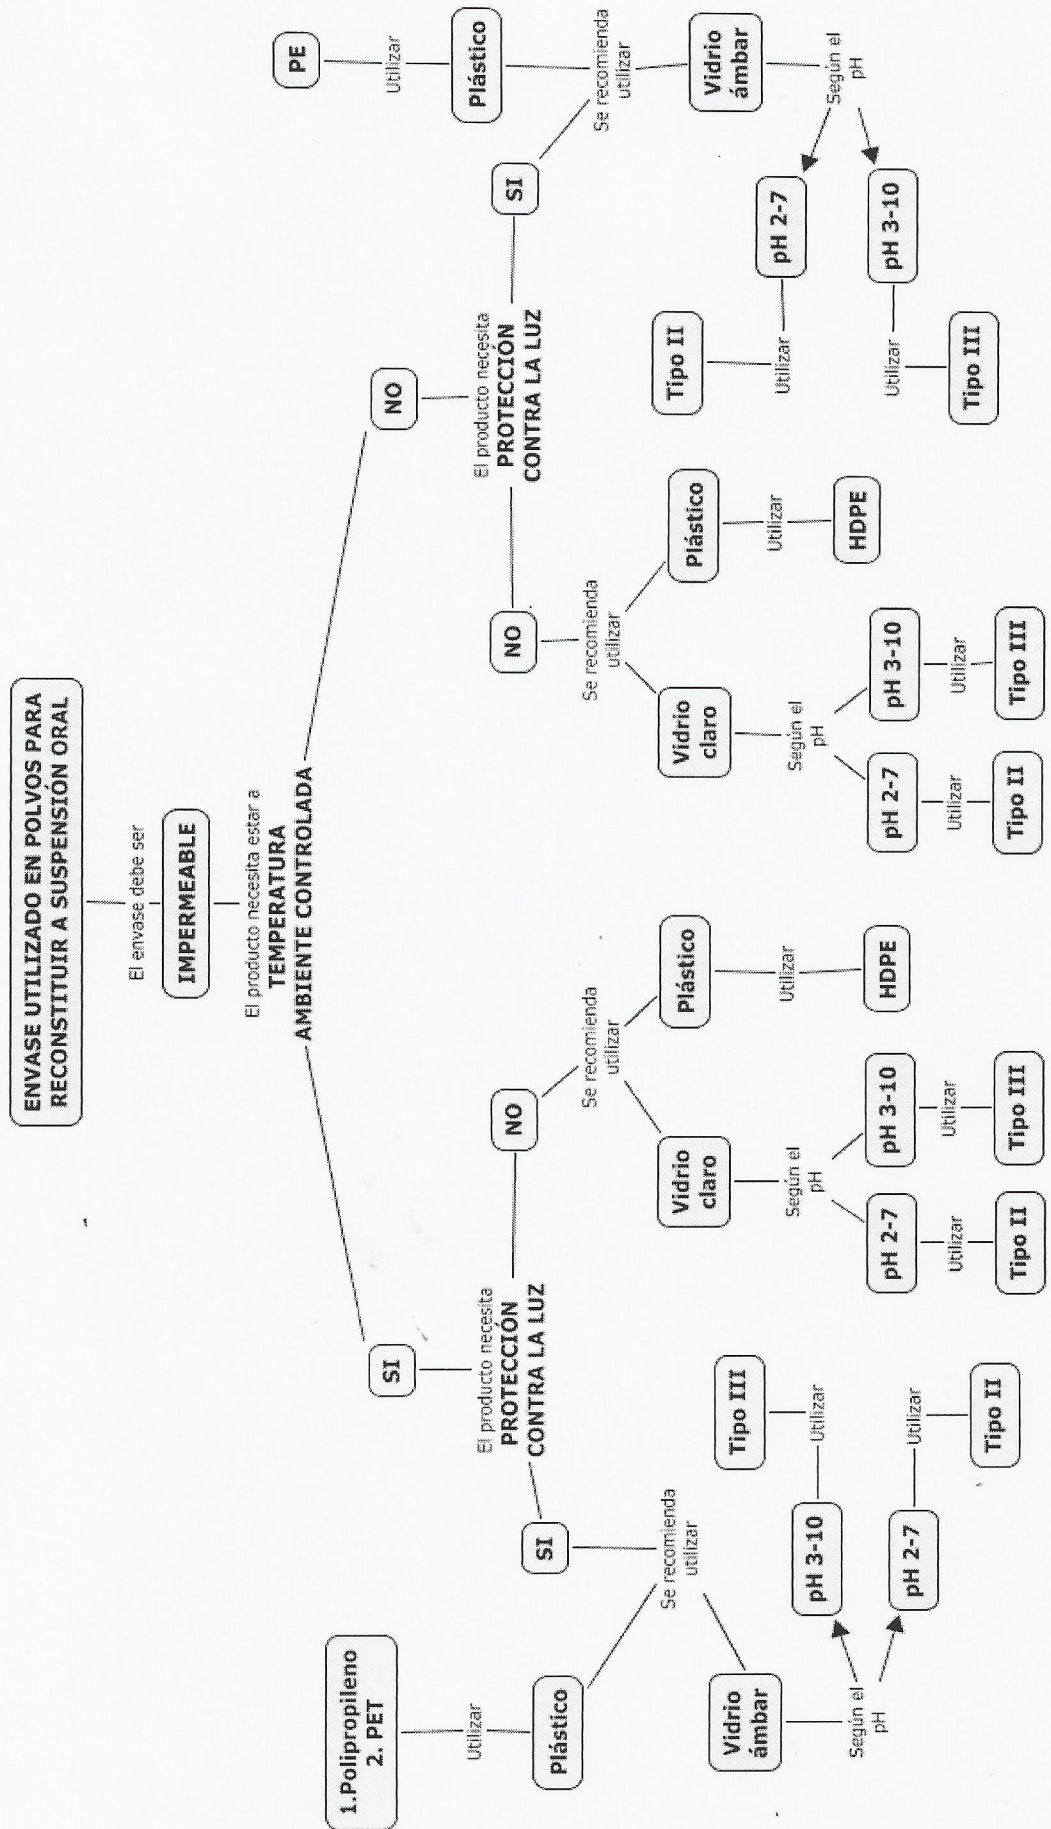 ENVASE UTILIZADO EN POLVOS PARA
RECONSTITUIR A SUSPENSIÓN ORAL
El envase debe ser
IMPERMEABLE
El producto necesita estar a
TEMPERATURA
AMBIENTE CONTROLADA
SI
El producto necesita
PROTECCIÓN
CONTRA LA LUZ
SI
Se recomienda
utilizar
Plástico
Utilizar
1.Polipropileno
2. PET
Vidrio
ámbar
Según el
pH
pH 3-10
Utilizar
Tipo III
pH 2-7
Utilizar
Tipo II
NO
Se recomienda
utilizar
Vidrio
claro
Según el
pH
pH 2-7
Utilizar
Tipo II
pH 3-10
Utilizar
Tipo III
Plástico
Utilizar
HDPE
NO
El producto necesita
PROTECCIÓN
CONTRA LA LUZ
NO
Se recomienda
utilizar
Vidrio
claro
Según el
pH
pH 2-7
Utilizar
Tipo II
pH 3-10
Utilizar
Tipo III
Plástico
Utilizar
HDPE
SI
Se recomienda
utilizar
Plástico
Utilizar
PE
Vidrio
ámbar
Según el
pH
pH 2-7
Utilizar
Tipo II
pH 3-10
Utilizar
Tipo III